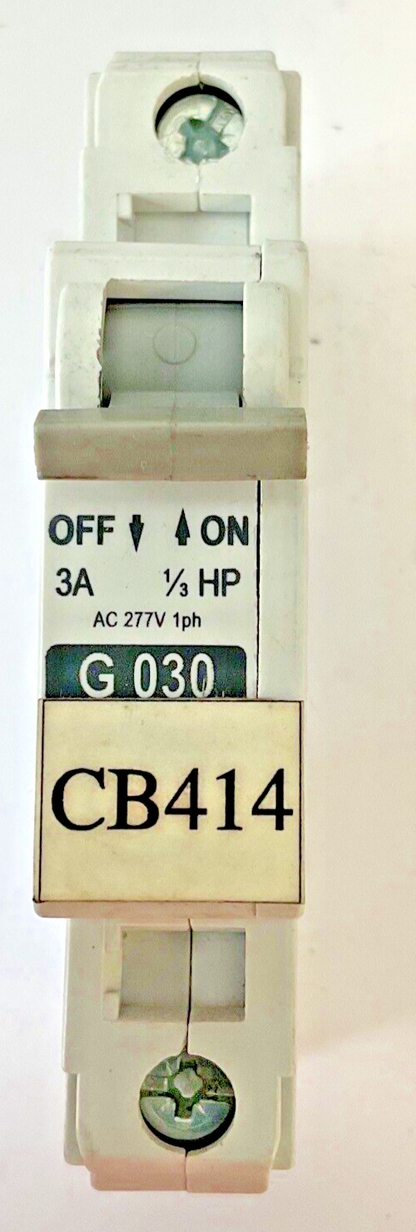 OFF ON
3A ⅓ HP
AC 277V 1ph
G 030
CB414